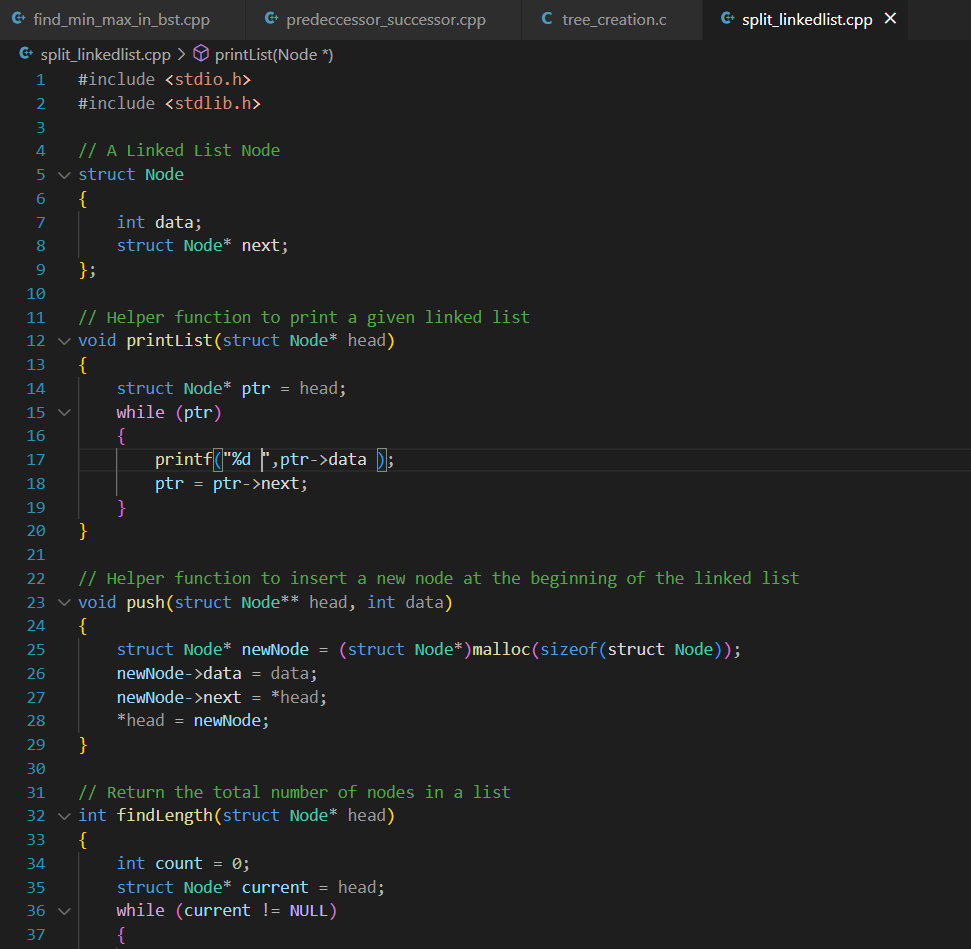 find_min_max_in_bst.cpp predeccessor_successor.cpp C tree_creation.c split_linkedlist.cpp
split_linkedlist.cpp > printList(Node *)
1 #include <stdio.h>
2 #include <stdlib.h>
3
4 // A Linked List Node
5 struct Node
6 {
7 int data;
8 struct Node* next;
9 };
10
11 // Helper function to print a given linked list
12 void printList(struct Node* head)
13 {
14 struct Node* ptr = head;
15 while (ptr)
16 {
17 printf("%d ",ptr->data );
18 ptr = ptr->next;
19 }
20 }
21
22 // Helper function to insert a new node at the beginning of the linked list
23 void push(struct Node** head, int data)
24 {
25 struct Node* newNode = (struct Node*)malloc(sizeof(struct Node));
26 newNode->data = data;
27 newNode->next = *head;
28 *head = newNode;
29 }
30
31 // Return the total number of nodes in a list
32 int findLength(struct Node* head)
33 {
34 int count = 0;
35 struct Node* current = head;
36 while (current != NULL)
37 {